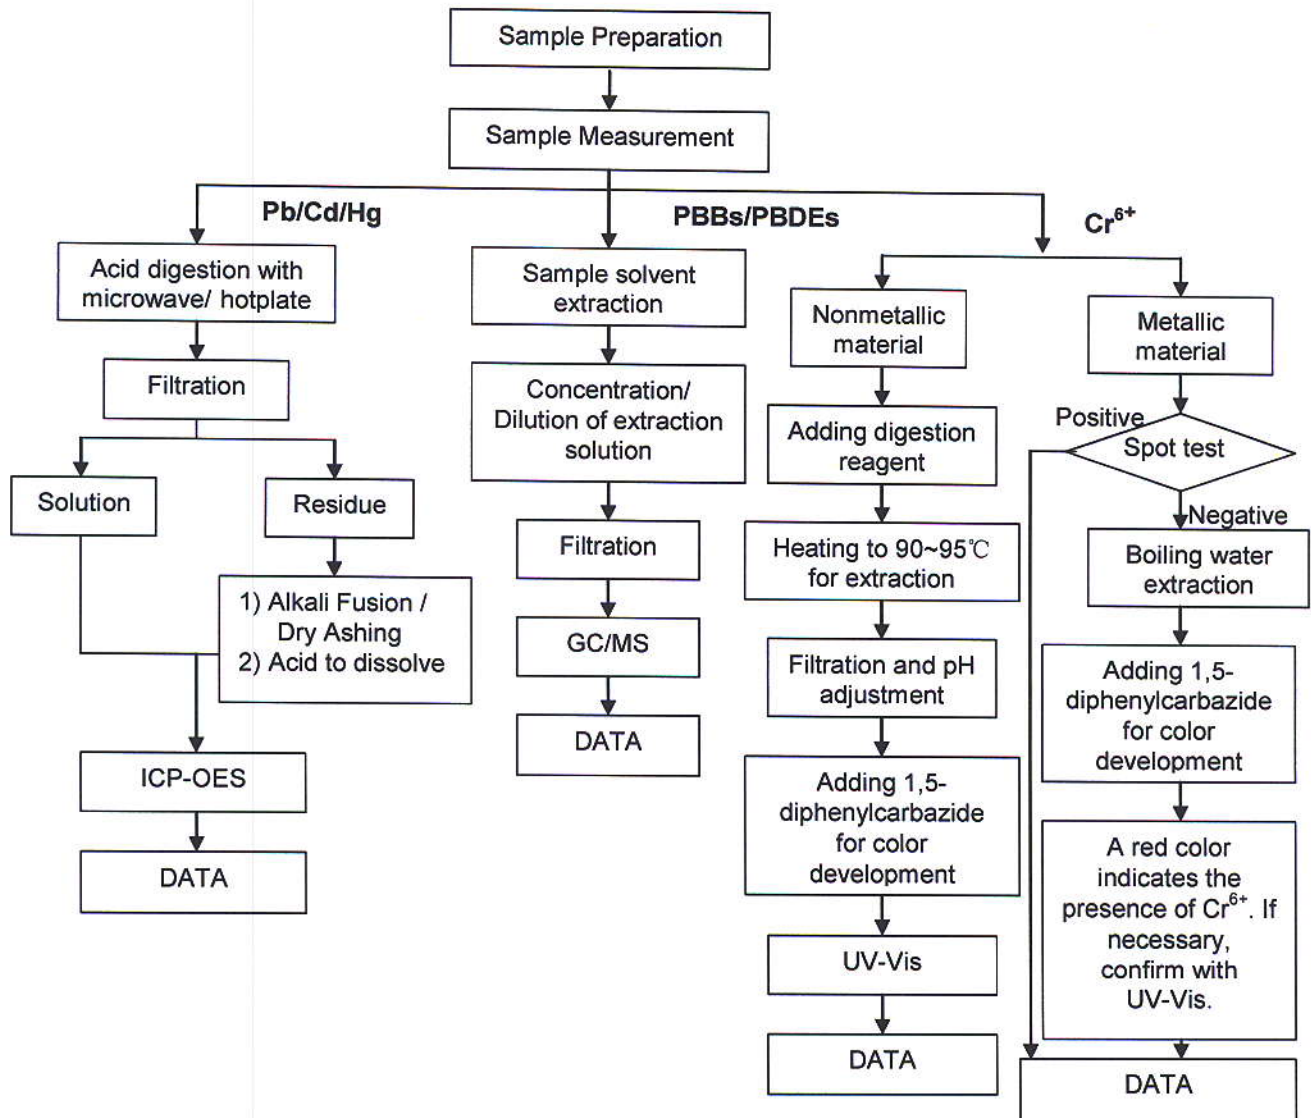 Sample Preparation
Sample Measurement
Pb/Cd/Hg
PBBs/PBDEs
Cr⁶⁺
Acid digestion with
microwave/ hotplate
Filtration
Solution
Residue
1) Alkali Fusion /
Dry Ashing
2) Acid to dissolve
ICP-OES
DATA
Sample solvent
extraction
Concentration/
Dilution of extraction
solution
Filtration
GC/MS
DATA
Nonmetallic
material
Adding digestion
reagent
Heating to 90~95℃
for extraction
Filtration and pH
adjustment
Adding 1,5-
diphenylcarbazide
for color
development
UV-Vis
DATA
Metallic
material
Positive
Spot test
Negative
Boiling water
extraction
Adding 1,5-
diphenylcarbazide
for color
development
A red color
indicates the
presence of Cr⁶⁺. If
necessary,
confirm with
UV-Vis.
DATA